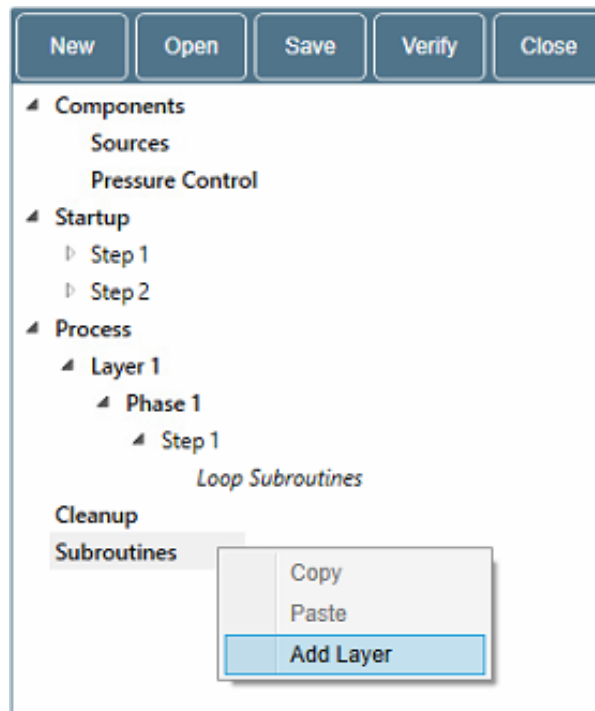 New Open Save Verify Close
Components
Sources
Pressure Control
Startup
Step 1
Step 2
Process
Layer 1
Phase 1
Step 1
Loop Subroutines
Cleanup
Subroutines
Copy
Paste
Add Layer